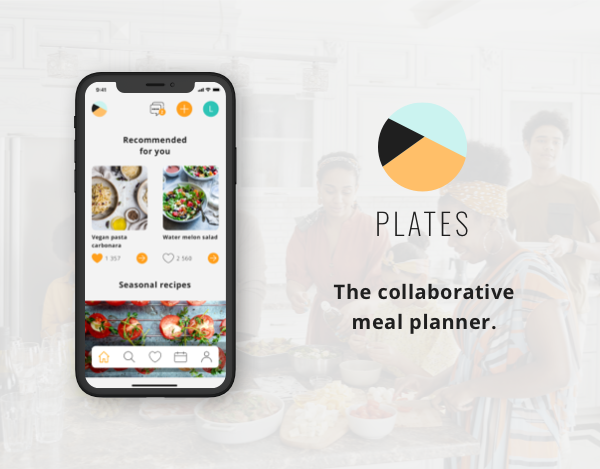 9:41
L
Recommended
for you
Vegan pasta
carbonara
Water melon salad
1 357
2 568
Seasonal recipes
PLATES
The collaborative
meal planner.